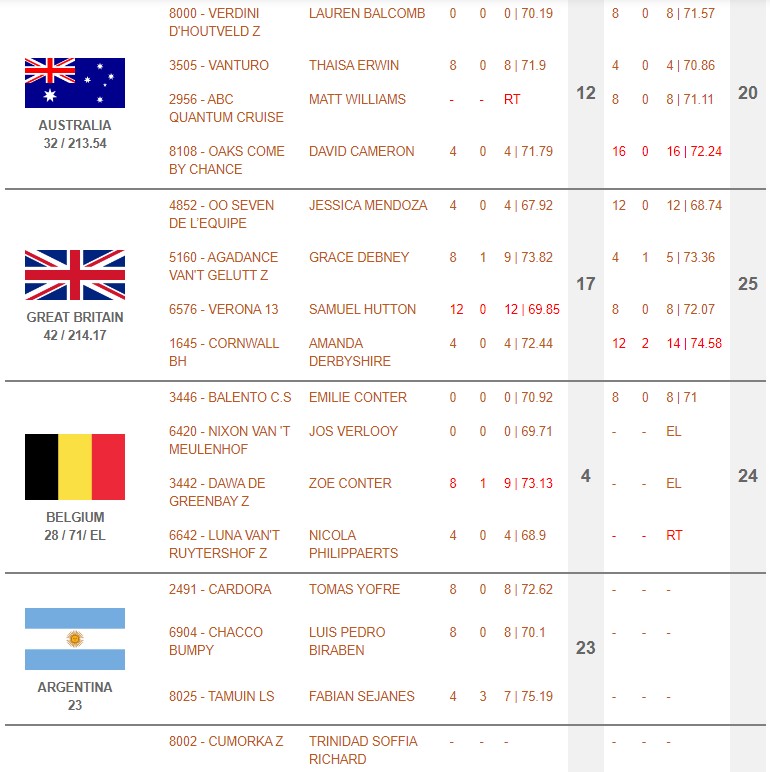 8000 - VERDINI D'HOUTVELD Z LAUREN BALCOMB 0 0 0 | 70.19 8 0 8 | 71.57
3505 - VANTURO THAISA ERWIN 8 0 8 | 71.9 4 0 4 | 70.86
2956 - ABC QUANTUM CRUISE MATT WILLIAMS - - RT 8 0 8 | 71.11
8108 - OAKS COME BY CHANCE DAVID CAMERON 4 0 4 | 71.79 16 0 16 | 72.24
AUSTRALIA
32 / 213.54
12
20
4852 - OO SEVEN DE L'EQUIPE JESSICA MENDOZA 4 0 4 | 67.92 12 0 12 | 68.74
5160 - AGADANCE VAN'T GELUTT Z GRACE DEBNEY 8 1 9 | 73.82 4 1 5 | 73.36
6576 - VERONA 13 SAMUEL HUTTON 12 0 12 | 69.85 8 0 8 | 72.07
1645 - CORNWALL BH AMANDA DERBYSHIRE 4 0 4 | 72.44 12 2 14 | 74.58
GREAT BRITAIN
42 / 214.17
17
25
3446 - BALENTO C.S EMILIE CONTER 0 0 0 | 70.92 8 0 8 | 71
6420 - NIXON VAN 'T MEULENHOF JOS VERLOOY 0 0 0 | 69.71 - - EL
3442 - DAWA DE GREENBAY Z ZOE CONTER 8 1 9 | 73.13 - - EL
6642 - LUNA VAN'T RUYTERSHOF Z NICOLA PHILIPPAERTS 4 0 4 | 68.9 - - RT
BELGIUM
28 / 71/ EL
4
24
2491 - CARDORA TOMAS YOFRE 8 0 8 | 72.62 - - -
6904 - CHACCO BUMPY LUIS PEDRO BIRABEN 8 0 8 | 70.1 - - -
8025 - TAMUIN LS FABIAN SEJANES 4 3 7 | 75.19 - - -
ARGENTINA
23
23
8002 - CUMORKA Z TRINIDAD SOFFIA RICHARD - - - - - -